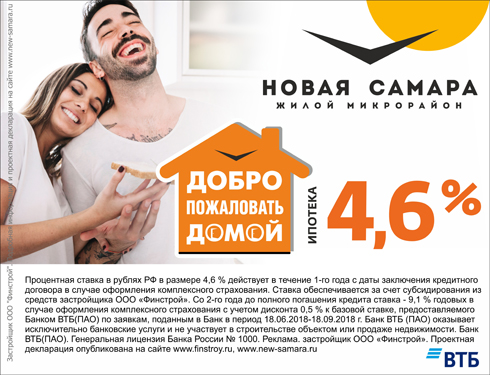 НОВАЯ САМАРА
ЖИЛОЙ МИКРОРАЙОН
ДОБРО
ПОЖАЛОВАТЬ
ДОМОЙ
ИПОТЕКА
4,6%
Процентная ставка в рублях РФ в размере 4,6 % действует в течение 1-го года с даты заключения кредитного
договора в случае оформления комплексного страхования. Ставка обеспечивается за счет субсидирования из
средств застройщика ООО «Финстрой». Со 2-го года до полного погашения кредита ставка - 9,1 % годовых в
случае оформления комплексного страхования с учетом дисконта 0,5 % к базовой ставке, предоставляемого
Банком ВТБ(ПАО) по заявкам, поданным в Банк в период 18.06.2018-18.09.2018 г. Банк ВТБ (ПАО) оказывает
исключительно банковские услуги и не участвует в строительстве объектом или продаже недвижимости. Банк
ВТБ(ПАО). Генеральная лицензия Банка России № 1000. Реклама. застройщик ООО «Финстрой». Проектная
декларация опубликована на сайте www.finstroy.ru, www.new-samara.ru
ВТБ
Застройщик ООО "Финстрой". и проектная декларация на сайте www.new-samara.ru